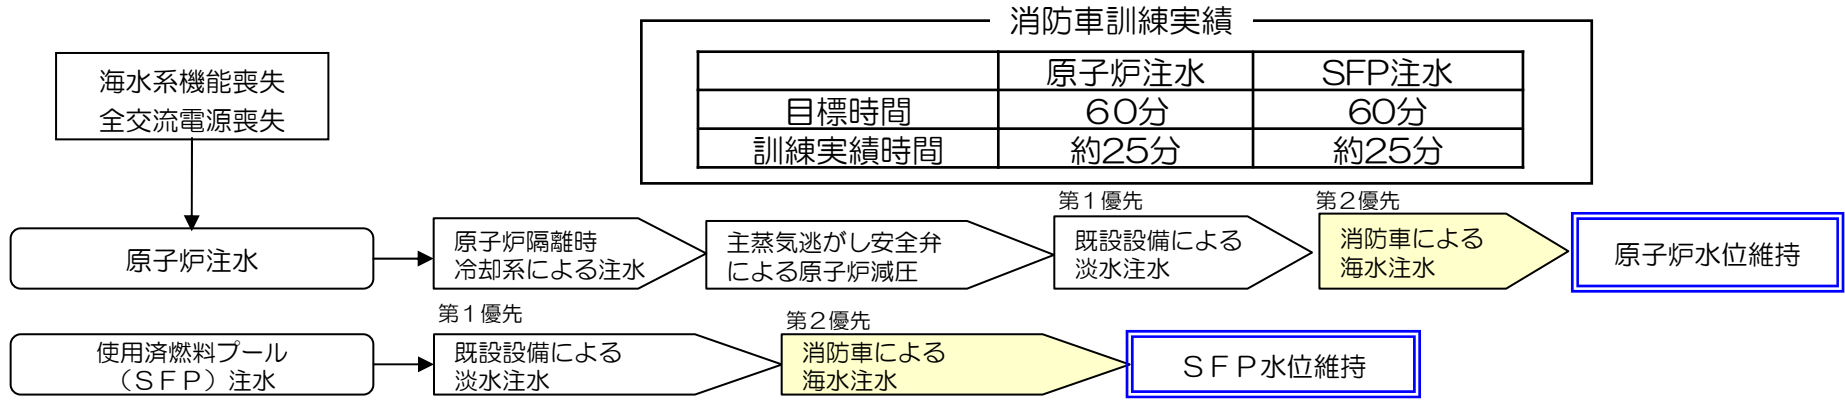 消防車訓練実績
原子炉注水 SFP注水
目標時間 60分 60分
訓練実績時間 約25分 約25分
海水系機能喪失
全交流電源喪失
原子炉注水
原子炉隔離時
冷却系による注水
主蒸気逃がし安全弁
による原子炉減圧
第１優先
既設設備による
淡水注水
第２優先
消防車による
海水注水
原子炉水位維持
使用済燃料プール
（ＳＦＰ）注水
第１優先
既設設備による
淡水注水
第２優先
消防車による
海水注水
ＳＦＰ水位維持